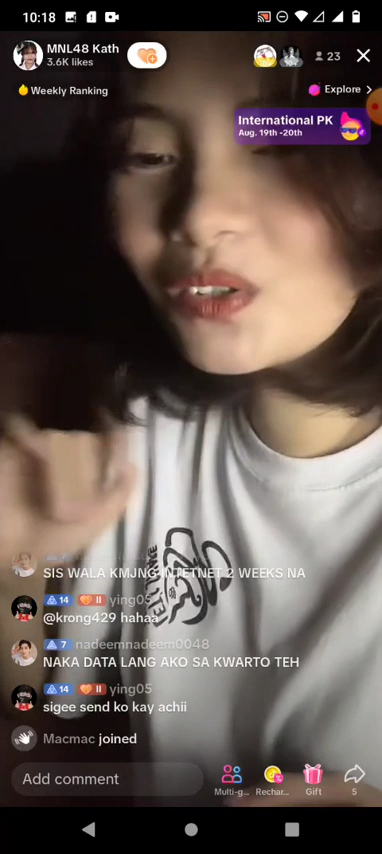 10:18
MNL48 Kath
3.6K likes
23
Weekly Ranking
Explore
International PK
Aug. 19th -20th
SIS WALA KMJNG INTETNET 2 WEEKS NA
14 II ying05
@krong429 hahaa
7 nadeemnadeem0048
NAKA DATA LANG AKO SA KWARTO TEH
14 II ying05
sigee send ko kay achii
Macmac joined
Add comment
Multi-g...
Rechar...
Gift
5